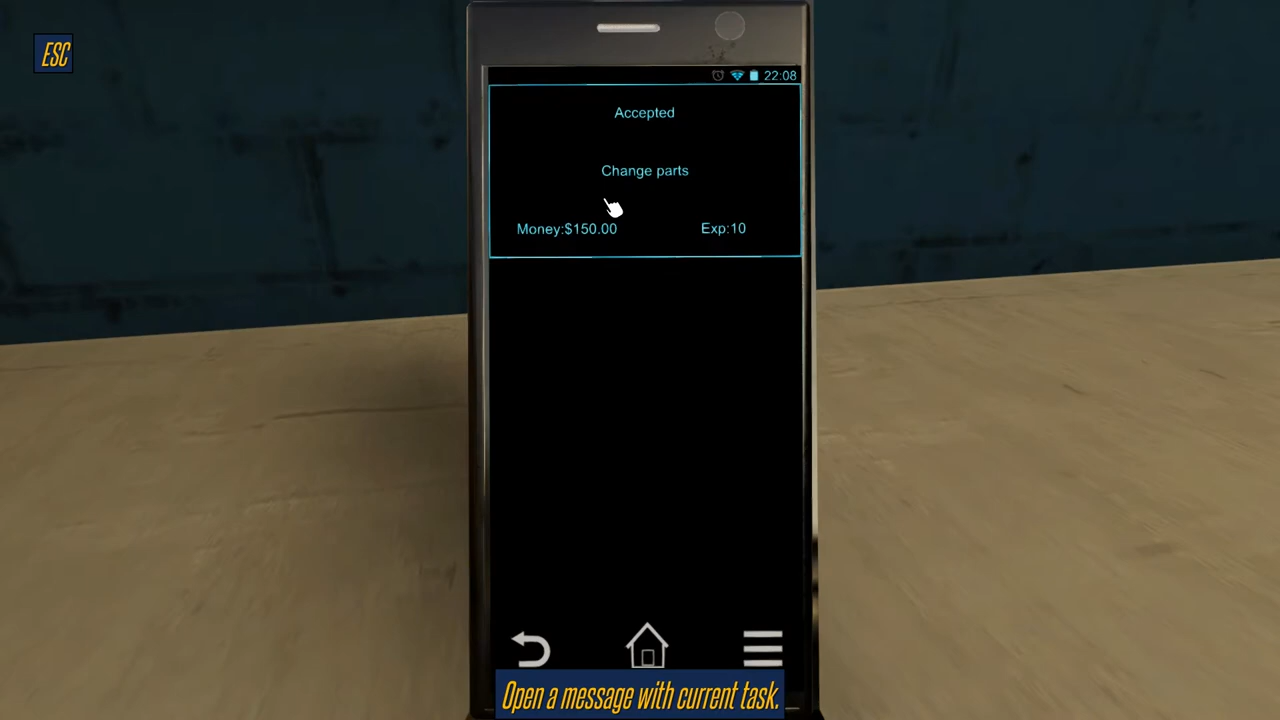 ESC
22:08
Accepted
Change parts
Money:$150.00 Exp:10
Open a message with current task.